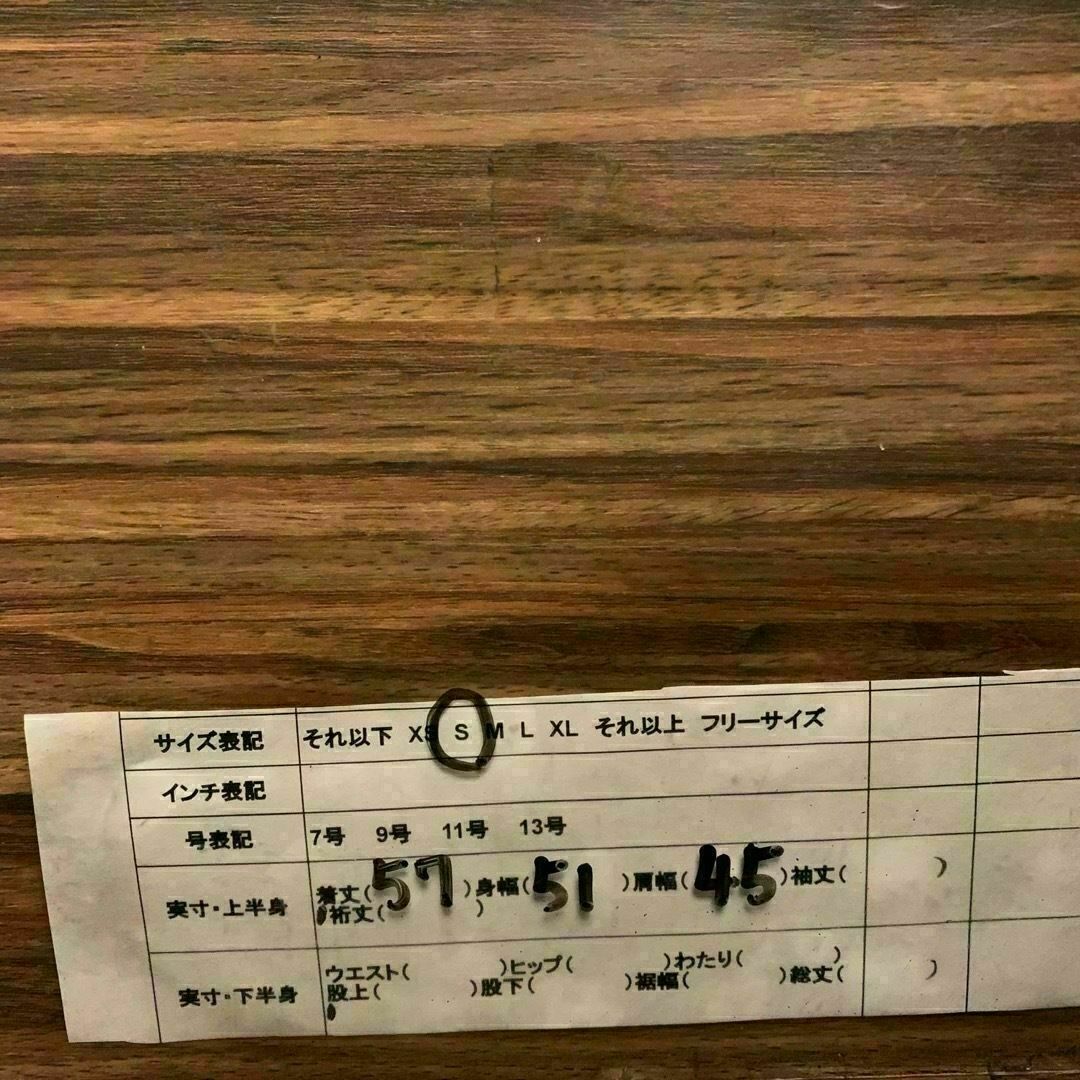 サイズ表記 それ以下 XS S M L XL それ以上 フリーサイズ
インチ表記
号表記 7号 9号 11号 13号
実寸・上半身 着丈(57)身幅(51)肩幅(45)袖丈( )
裄丈( )
実寸・下半身 ウエスト( )ヒップ( )わたり( )
股上( )股下( )裾幅( )総丈( )